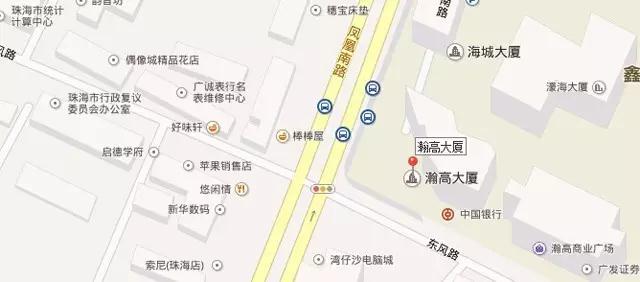 珠海市统计
计算中心
韵音坊
穗宝床垫
凤凰南路
南路
海城大厦
鑫
偶像城精品花店
濠海大厦
广诚表行名
表维修中心
珠海市行政复议
委员会办公室
好味轩
棒棒屋
瀚高大厦
启德学府
苹果销售店
瀚高大厦
悠闲情
新华数码
中国银行
东风路
瀚高商业广场
湾仔沙电脑城
索尼(珠海店)
广发证券
风路